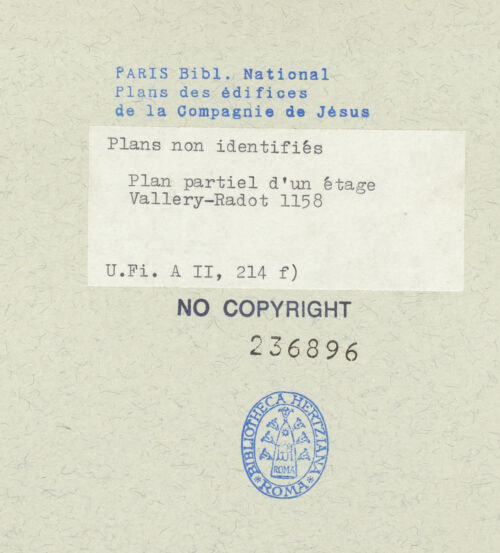 PARIS Bibl. National
Plans des édifices
de la Compagnie de Jésus
Plans non identifiés
Plan partiel d'un étage
Vallery-Radot 1158
U.Fi. A II, 214 f)
NO COPYRIGHT
236896
BIBLIOTHECA HERTZIANA
ROMA
*ROMA*